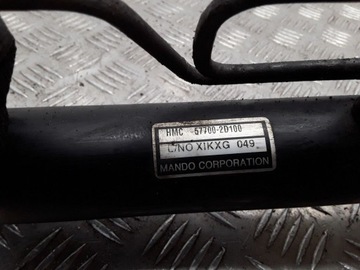 HMC 57700-2D100
L/NO XIKXG 049
MANDO CORPORATION